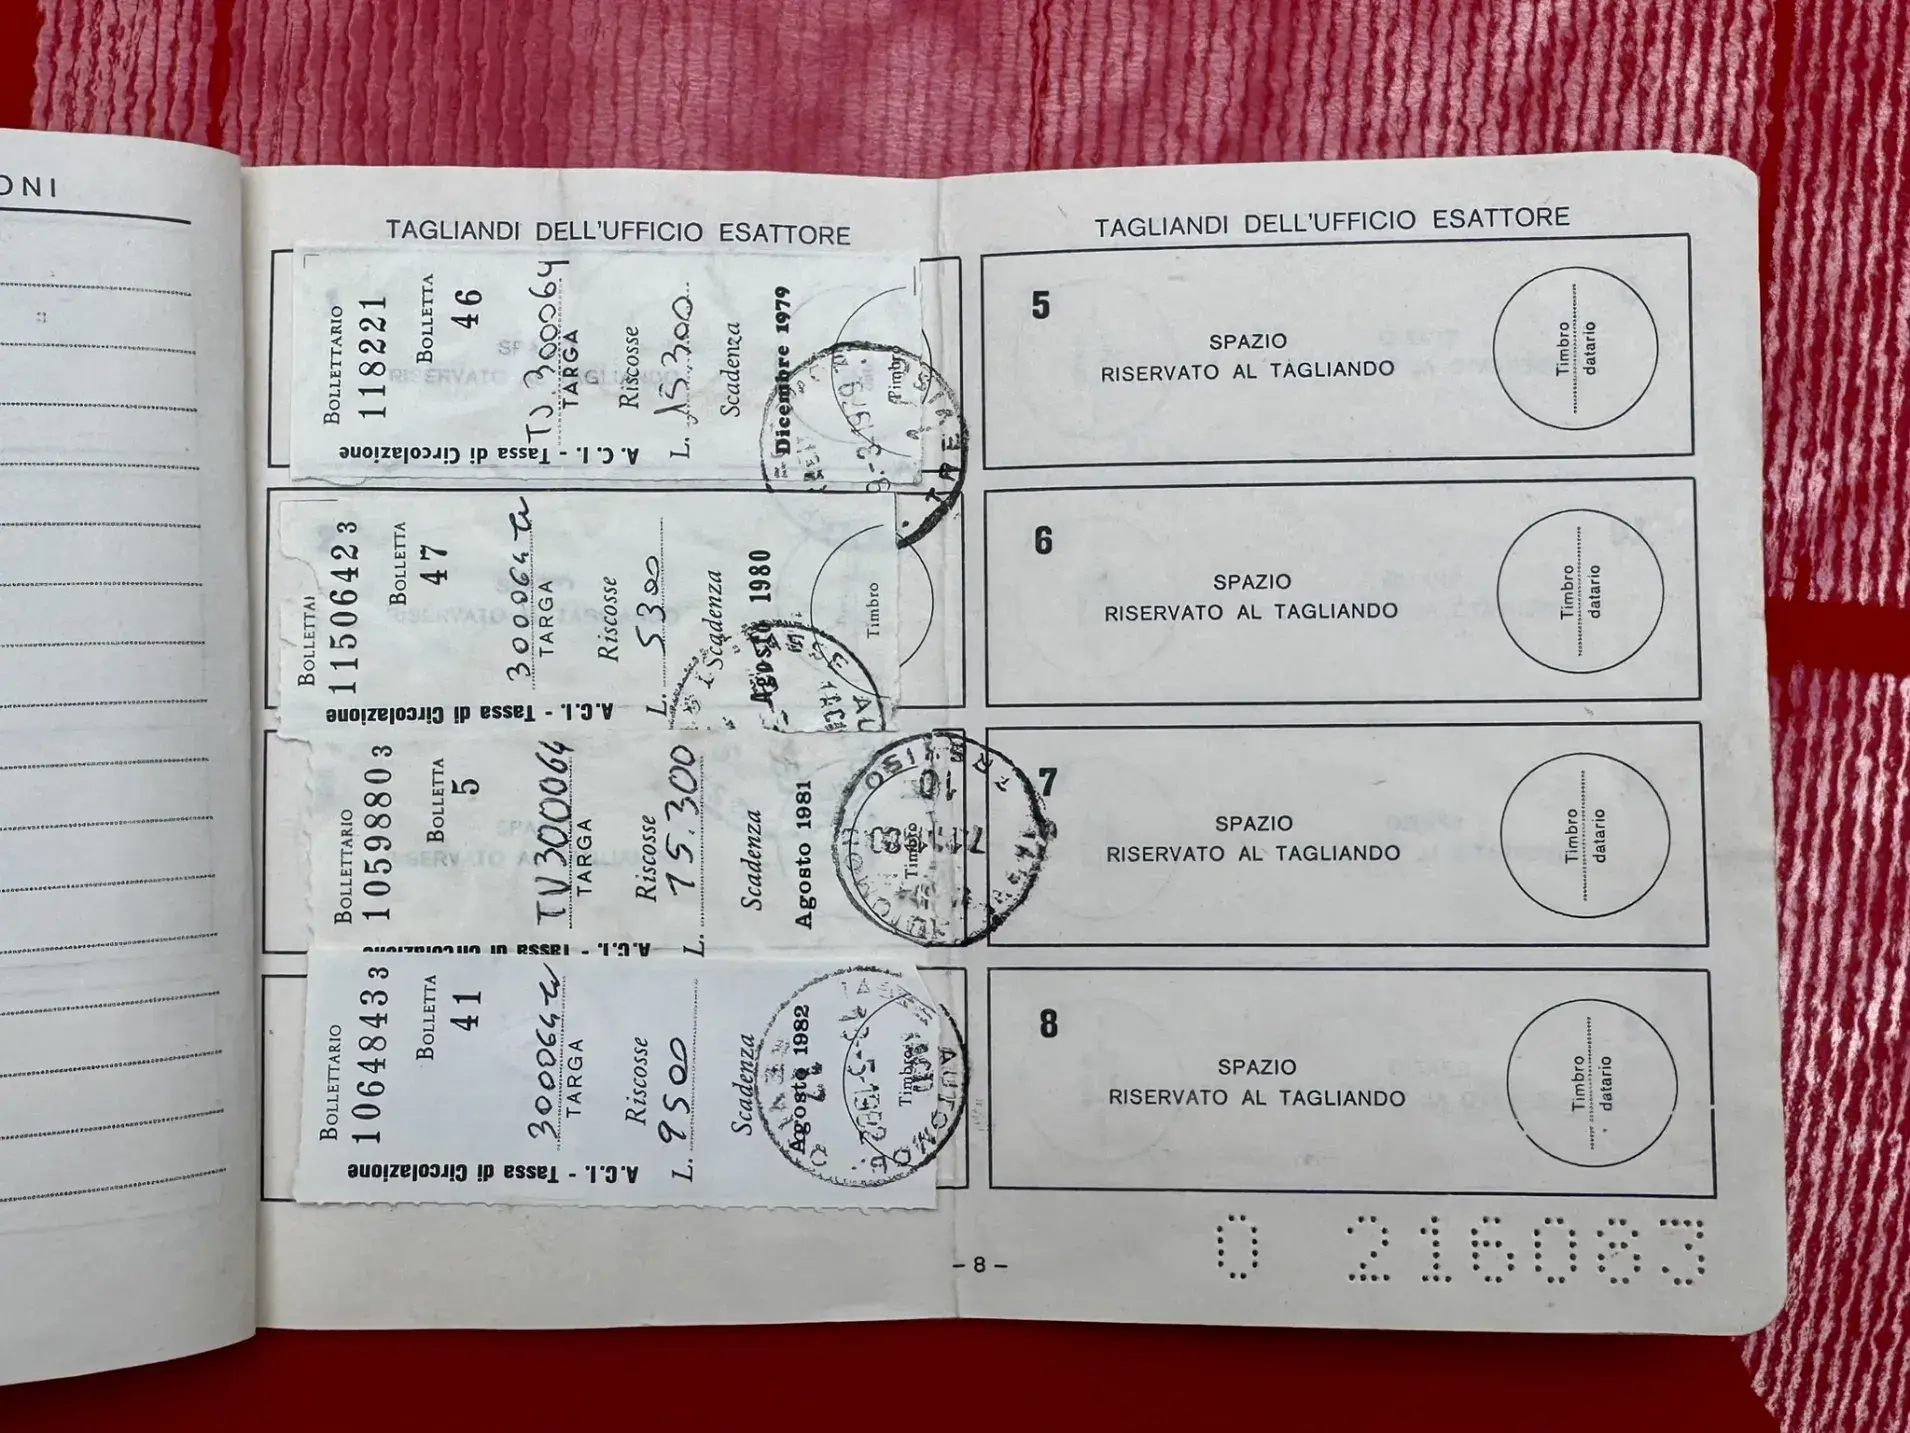 ONI
TAGLIANDI DELL'UFFICIO ESATTORE
BOLLETTARIO
118221
BOLLETTA
46
TV 300064
TARGA
Riscosse
L. 15.300
Scadenza
Dicembre 1979
Timbro
A.C.I. - Tassa di Circolazione
BOLLETTA
11506423
BOLLETTA
47
300064 TV
TARGA
Riscosse
L. 5300
Scadenza
Agosto 1980
Timbro
A.C.I. - Tassa di Circolazione
BOLLETTARIO
10598803
BOLLETTA
5
TV300064
TARGA
Riscosse
L. 15.300
Scadenza
Agosto 1981
Timbro
A.C.I. - Tassa di Circolazione
BOLLETTARIO
10648433
BOLLETTA
41
300064 TV
TARGA
Riscosse
L. 9500
Scadenza
Agosto 1982
Timbro
A.C.I. - Tassa di Circolazione
TAGLIANDI DELL'UFFICIO ESATTORE
5
SPAZIO
RISERVATO AL TAGLIANDO
Timbro
datario
6
SPAZIO
RISERVATO AL TAGLIANDO
Timbro
datario
7
SPAZIO
RISERVATO AL TAGLIANDO
Timbro
datario
8
SPAZIO
RISERVATO AL TAGLIANDO
Timbro
datario
- 8 -
0 216083